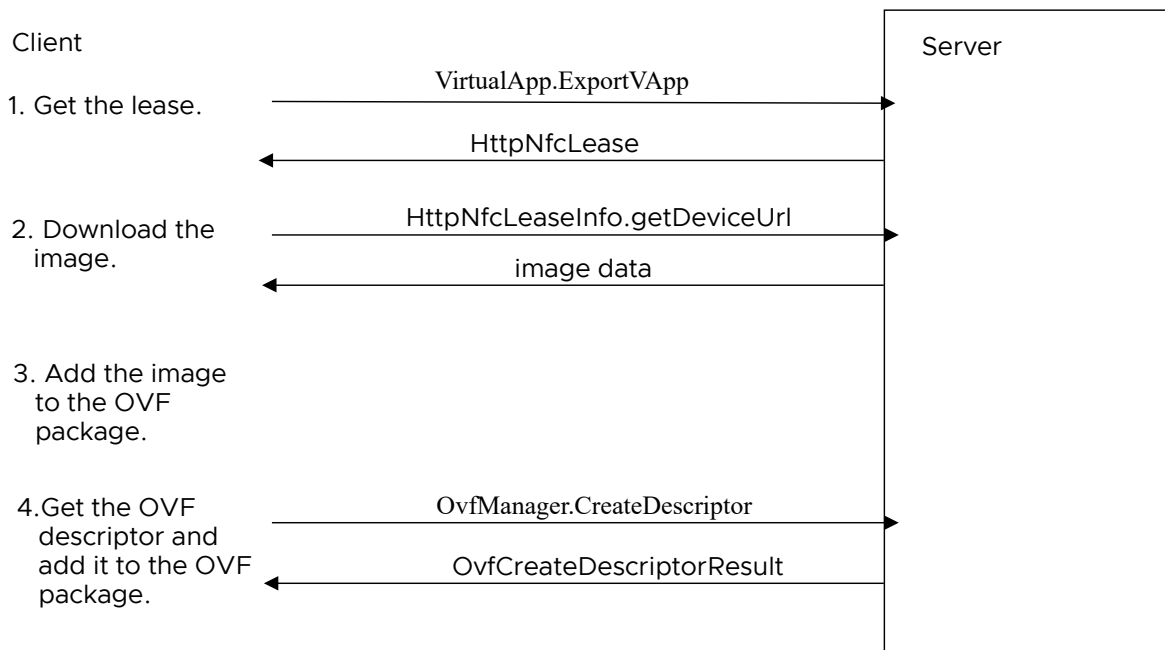 Client
Server
VirtualApp.ExportVApp
1. Get the lease.
HttpNfcLease
HttpNfcLeaseInfo.getDeviceUrl
2. Download the
image.
image data
3. Add the image
to the OVF
package.
4.Get the OVF
descriptor and
add it to the OVF
package.
OvfManager.CreateDescriptor
OvfCreateDescriptorResult